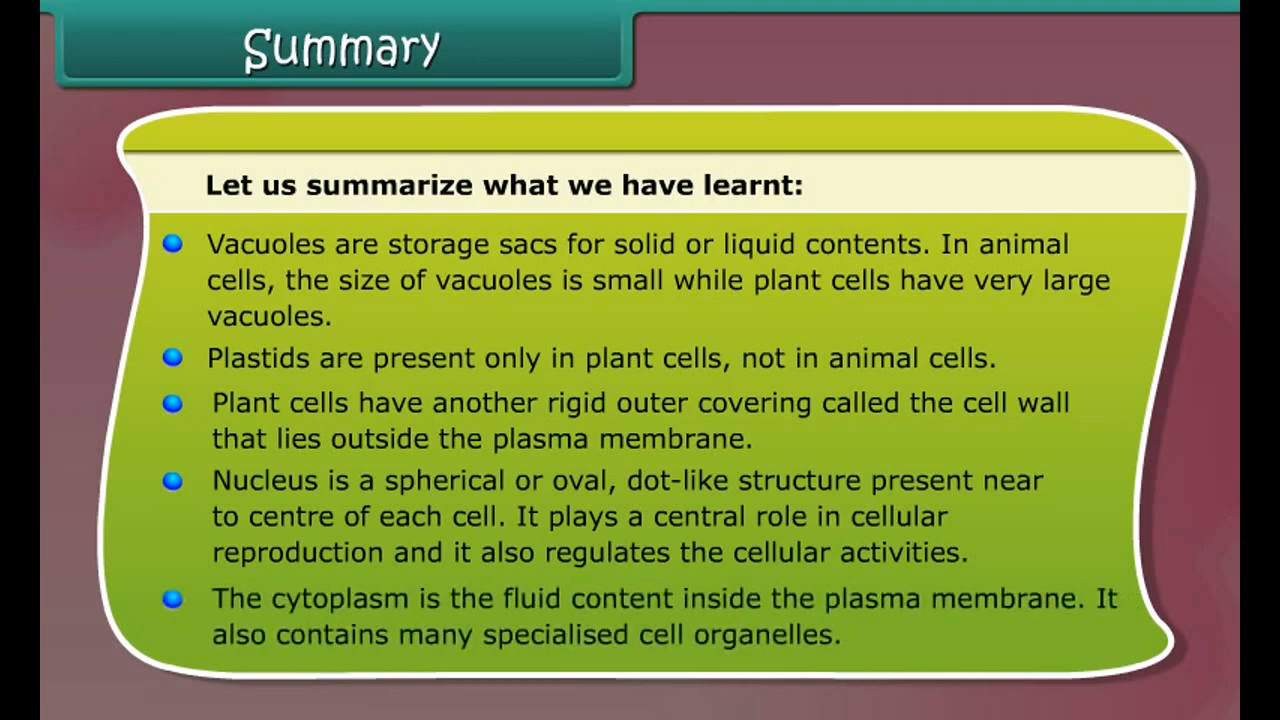 Summary
Let us summarize what we have learnt:
Vacuoles are storage sacs for solid or liquid contents. In animal
cells, the size of vacuoles is small while plant cells have very large
vacuoles.
Plastids are present only in plant cells, not in animal cells.
Plant cells have another rigid outer covering called the cell wall
that lies outside the plasma membrane.
Nucleus is a spherical or oval, dot-like structure present near
to centre of each cell. It plays a central role in cellular
reproduction and it also regulates the cellular activities.
The cytoplasm is the fluid content inside the plasma membrane. It
also contains many specialised cell organelles.